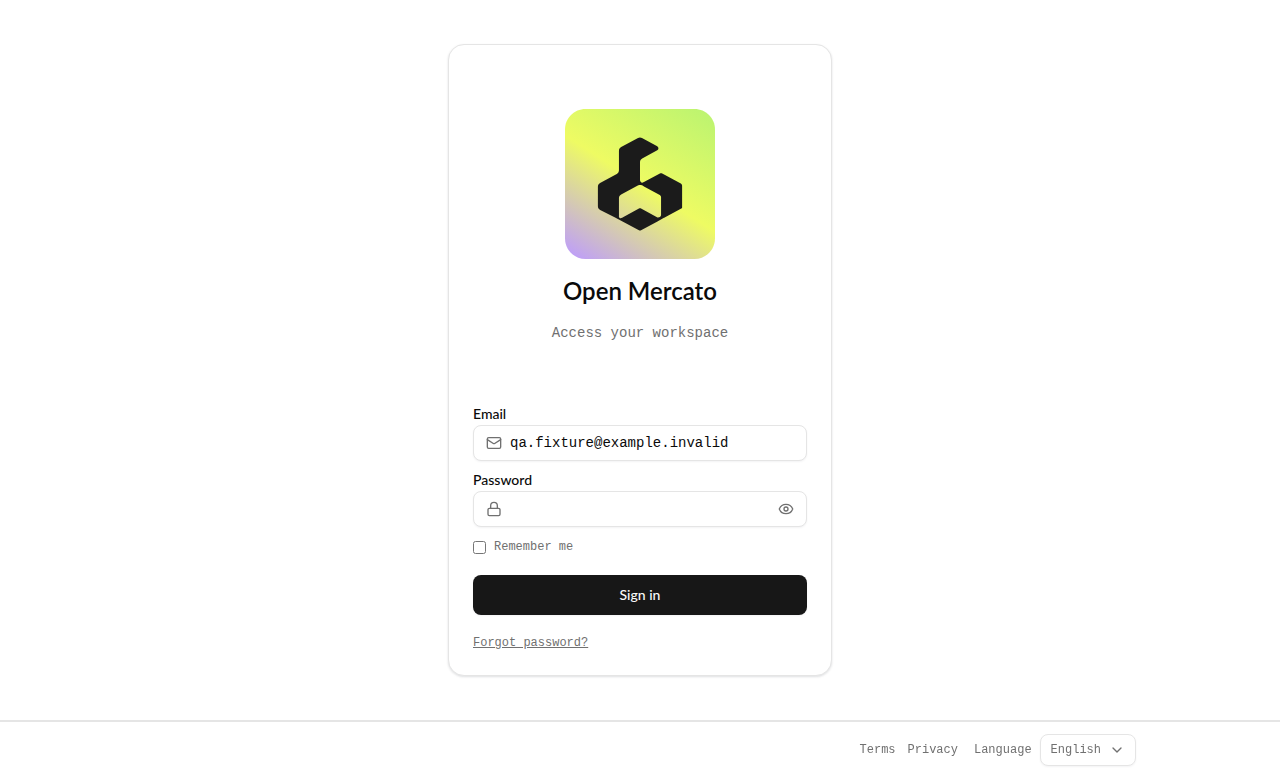 Open Mercato
Access your workspace
Email
qa.fixture@example.invalid
Password
Remember me
Sign in
Forgot password?
Terms Privacy Language English